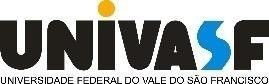 UNIVASF
UNIVERSIDADE FEDERAL DO VALE DO SÃO FRANCISCO